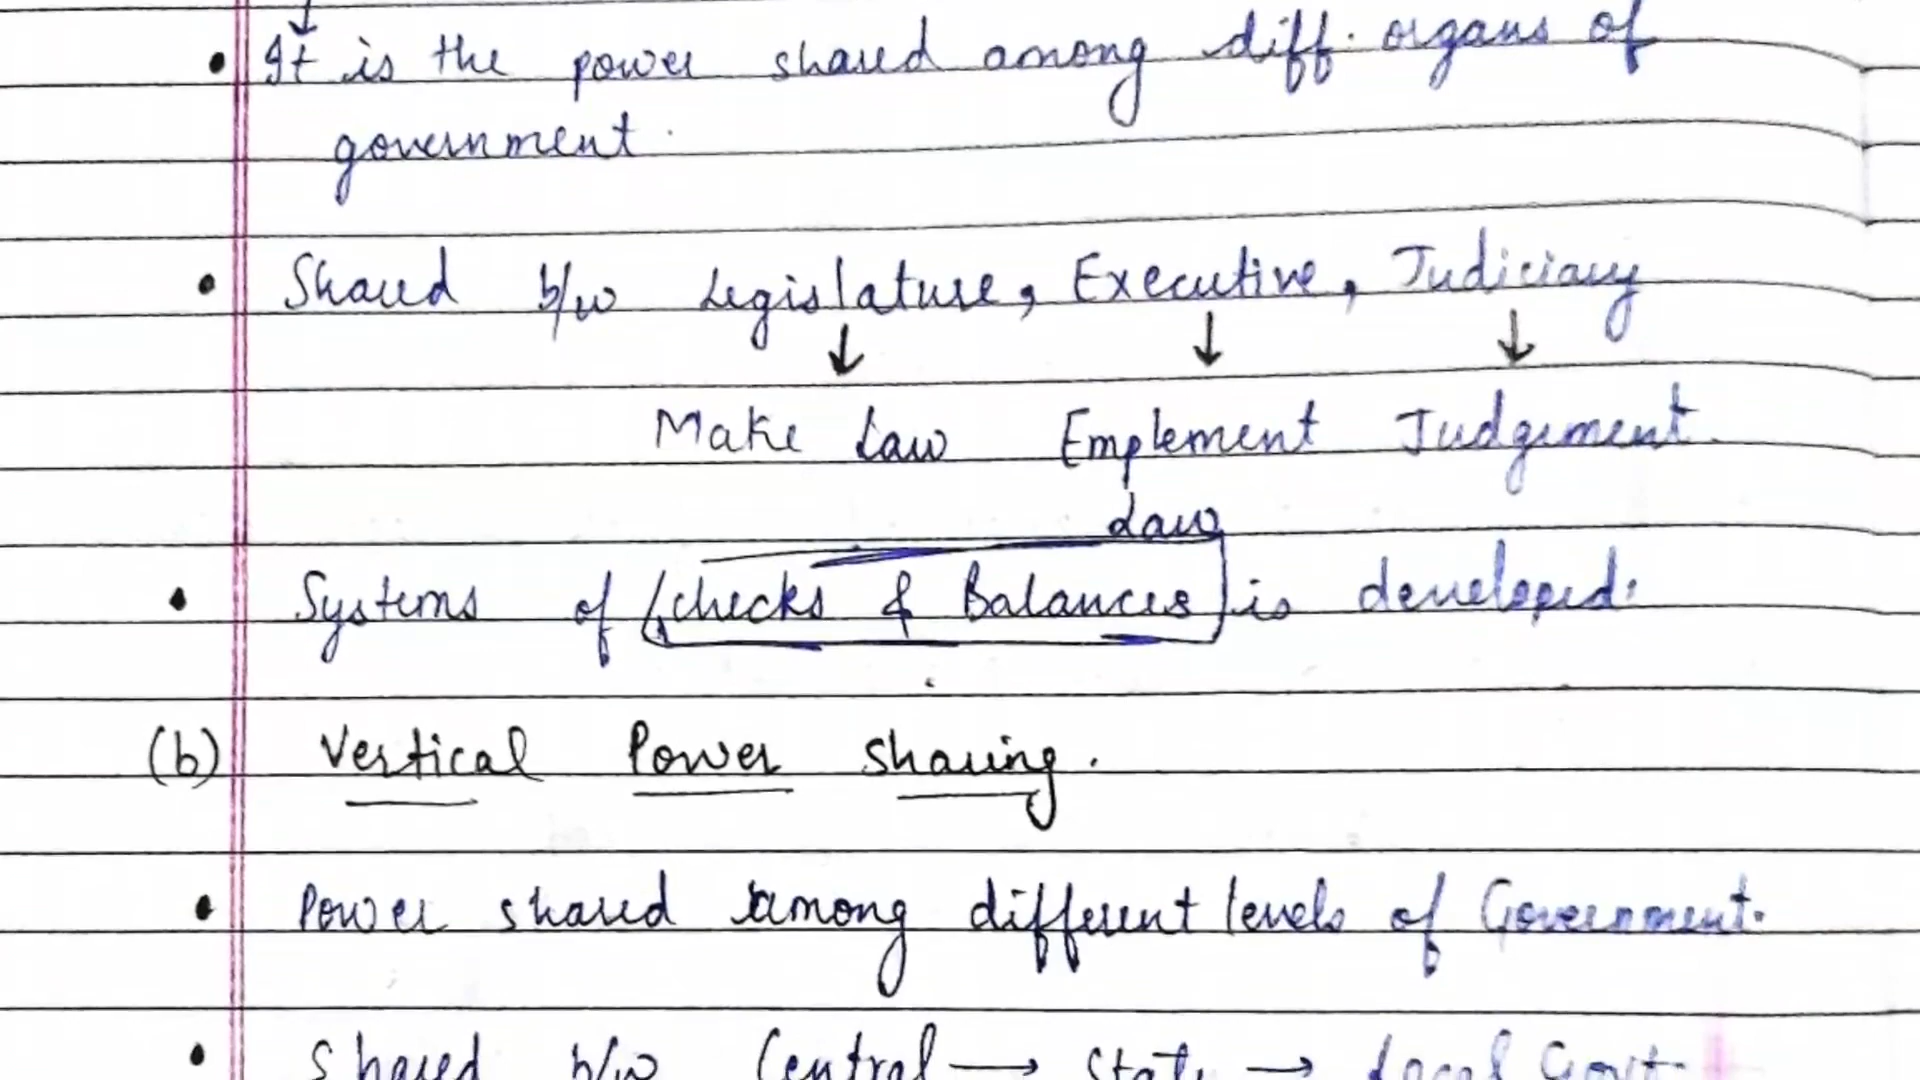 • It is the power shared among diff. organs of
government.
• Shared b/w Legislature, Executive, Judiciary
↓ ↓ ↓
Make Law Emplement Judgement.
Law
• Systems of checks & Balances is developed.
(b) Vertical Power sharing.
• Power shared among different levels of Government.
• Shared b/w Central → State → Local Govt.